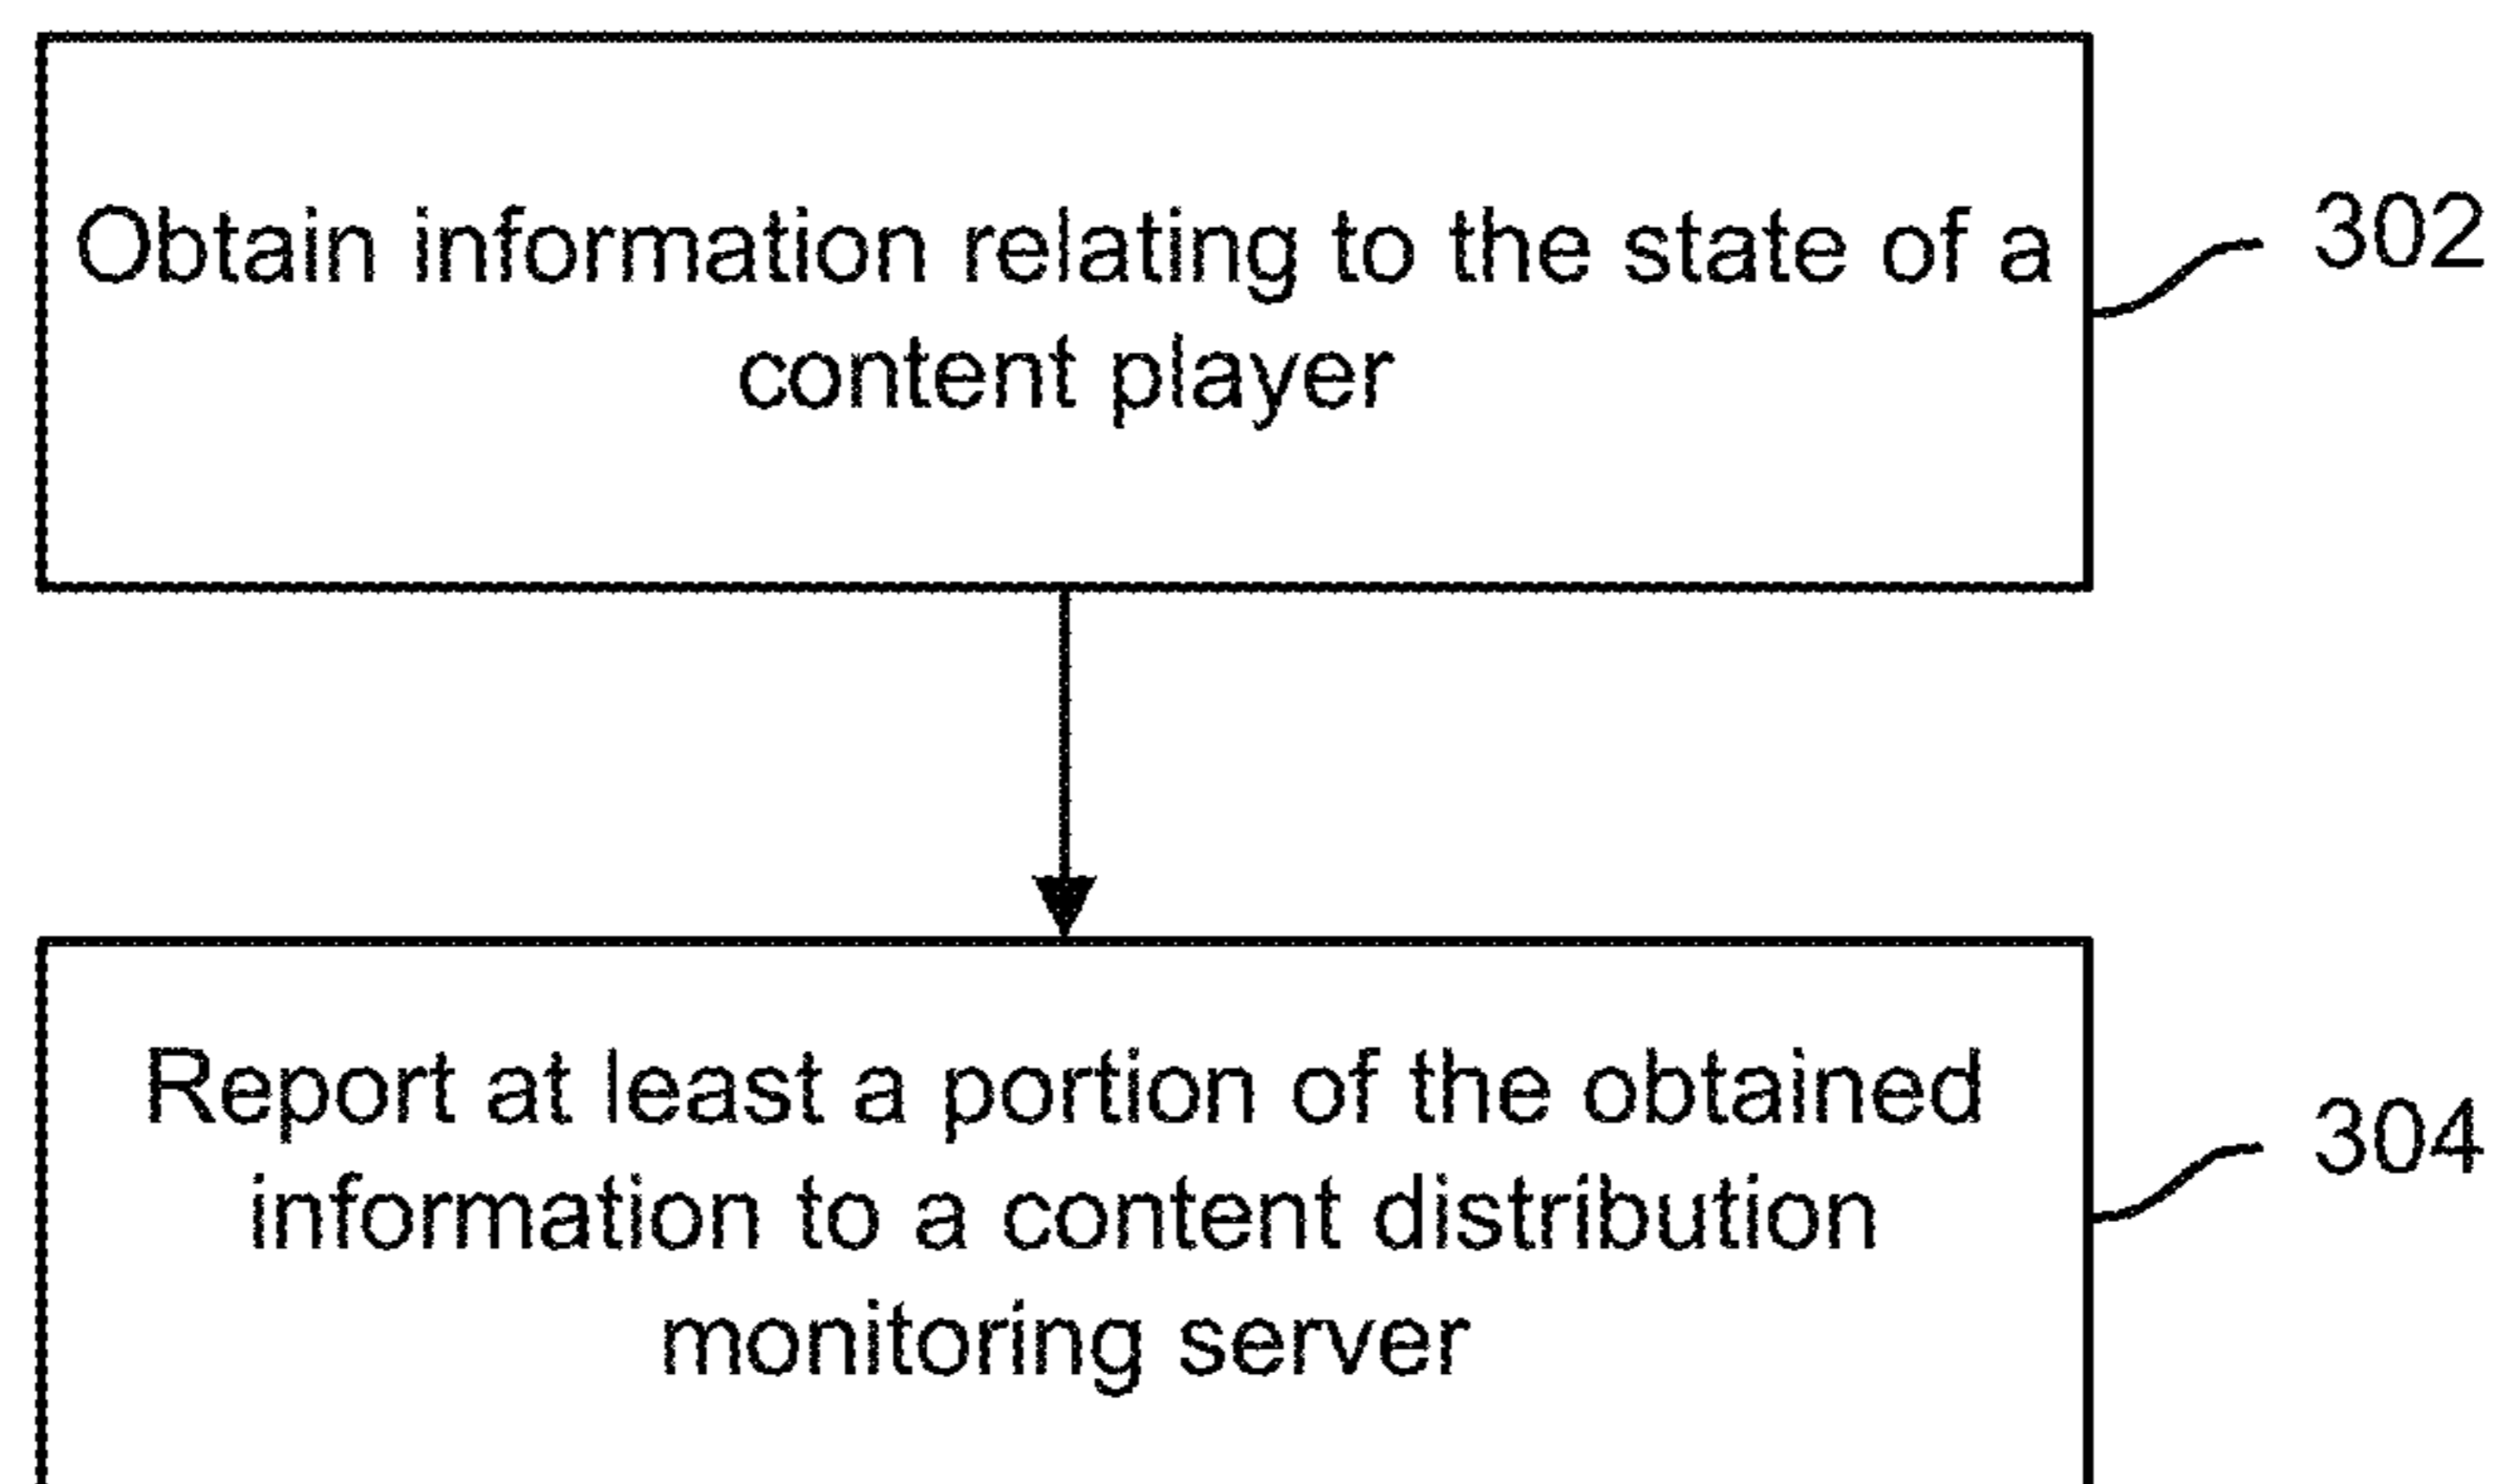 Obtain information relating to the state of a
content player
302
Report at least a portion of the obtained
information to a content distribution
monitoring server
304